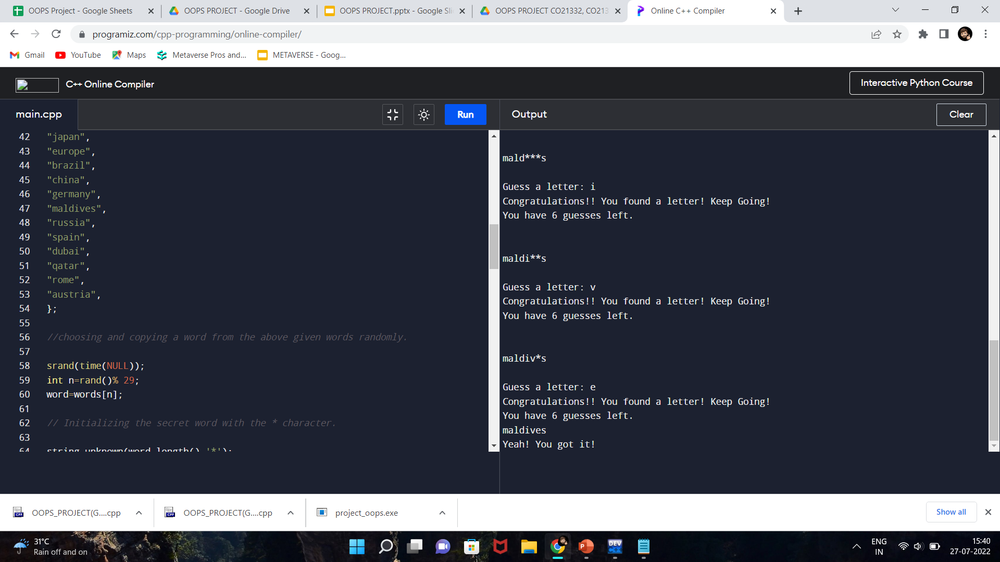 OOPS Project - Google Sheets
OOPS PROJECT - Google Drive
OOPS PROJECT.pptx - Google Sli
OOPS PROJECT CO21332, CO213
Online C++ Compiler
programiz.com/cpp-programming/online-compiler/
Gmail
YouTube
Maps
Metaverse Pros and...
METAVERSE - Goog...
C++ Online Compiler
Interactive Python Course
main.cpp
Run
Output
Clear
42 "japan",
43 "europe",
44 "brazil",
45 "china",
46 "germany",
47 "maldives",
48 "russia",
49 "spain",
50 "dubai",
51 "qatar",
52 "rome",
53 "austria",
54 };
55
56 //choosing and copying a word from the above given words randomly.
57
58 srand(time(NULL));
59 int n=rand()% 29;
60 word=words[n];
61
62 // Initializing the secret word with the * character.
63
64 string unknown(word.length(),'*');
mald***s
Guess a letter: i
Congratulations!! You found a letter! Keep Going!
You have 6 guesses left.
maldi**s
Guess a letter: v
Congratulations!! You found a letter! Keep Going!
You have 6 guesses left.
maldiv*s
Guess a letter: e
Congratulations!! You found a letter! Keep Going!
You have 6 guesses left.
maldives
Yeah! You got it!
CPP
OOPS_PROJECT(G....cpp
CPP
OOPS_PROJECT(G....cpp
project_oops.exe
Show all
31°C
Rain off and on
P
DEV
C++
ENG
IN
15:40
27-07-2022